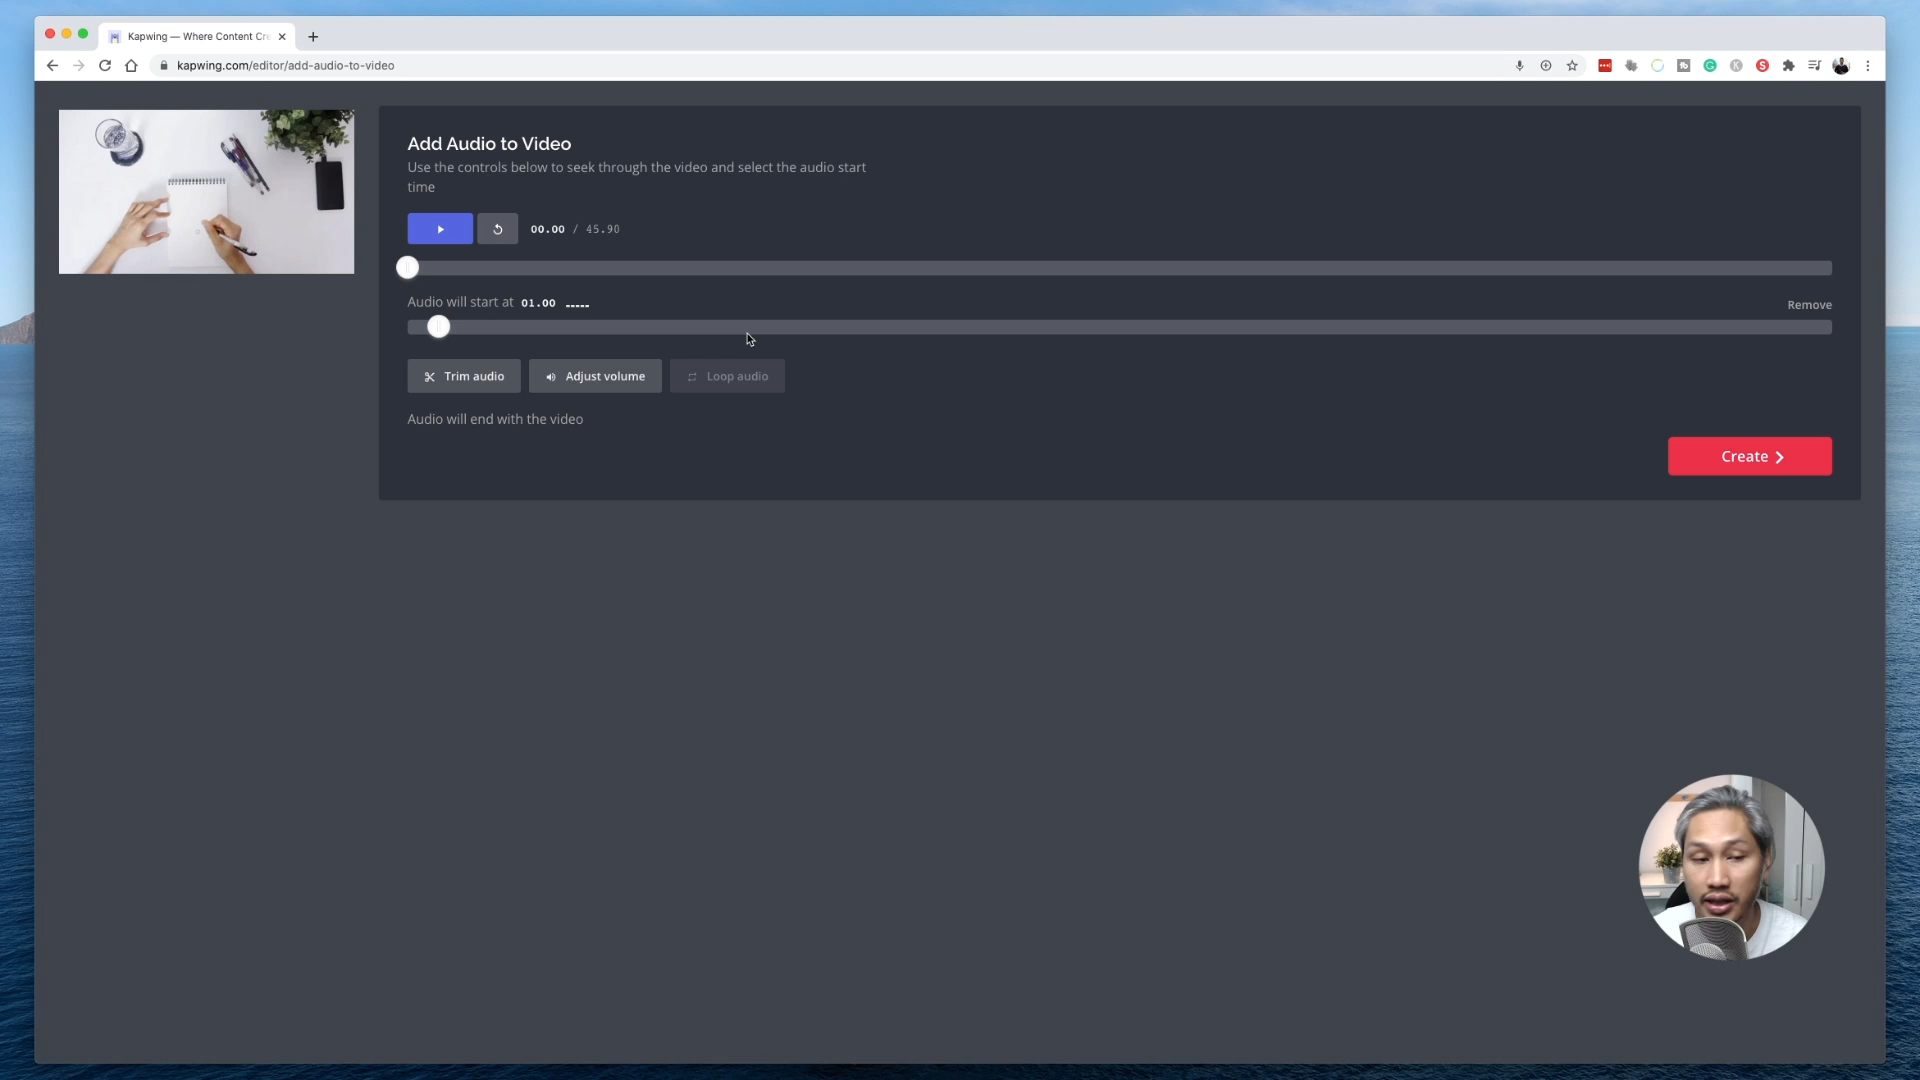 Kapwing — Where Content Cre
kapwing.com/editor/add-audio-to-video
Add Audio to Video
Use the controls below to seek through the video and select the audio start
time
00.00 / 45.90
Audio will start at 01.00
Remove
Trim audio
Adjust volume
Loop audio
Audio will end with the video
Create